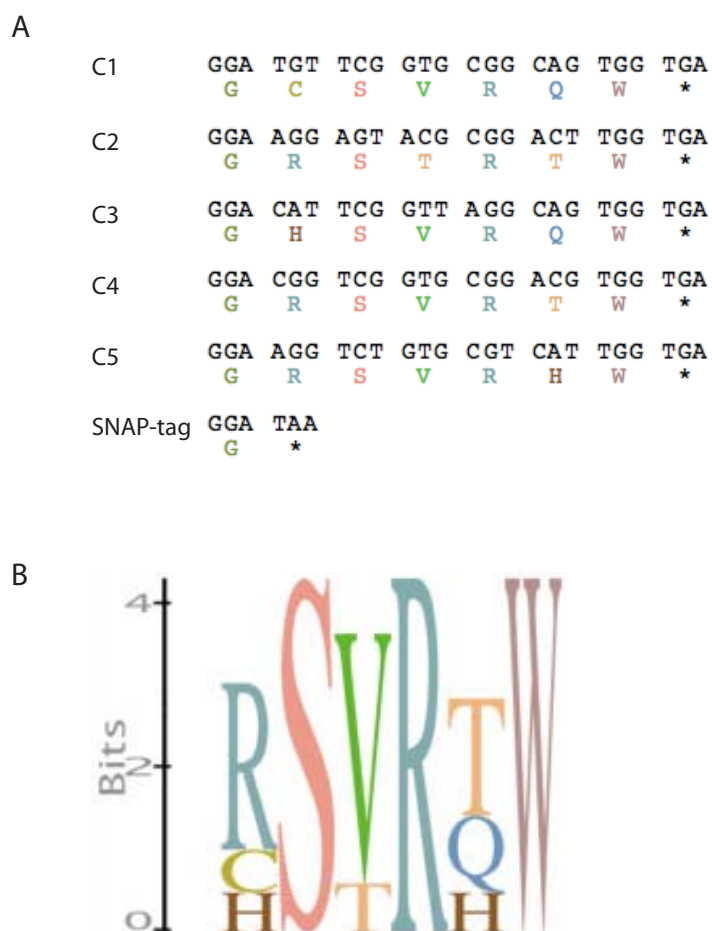 A
C1 GGA TGT TCG GTG CGG CAG TGG TGA
G C S V R Q W *
C2 GGA AGG AGT ACG CGG ACT TGG TGA
G R S T R T W *
C3 GGA CAT TCG GTT AGG CAG TGG TGA
G H S V R Q W *
C4 GGA CGG TCG GTG CGG ACG TGG TGA
G R S V R T W *
C5 GGA AGG TCT GTG CGT CAT TGG TGA
G R S V R H W *
SNAP-tag GGA TAA
G *
B
4
2
0
Bits
R S V R T W
C T Q
H H